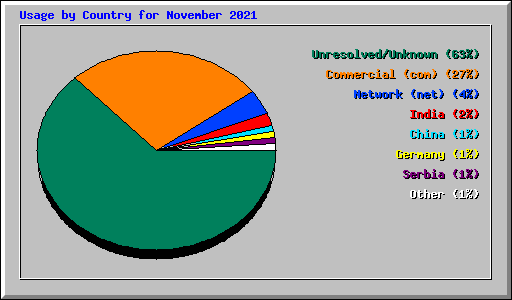 Usage by Country for November 2021
Unresolved/Unknown (63%)
Commercial (com) (27%)
Network (net) (4%)
India (2%)
China (1%)
Germany (1%)
Serbia (1%)
Other (1%)